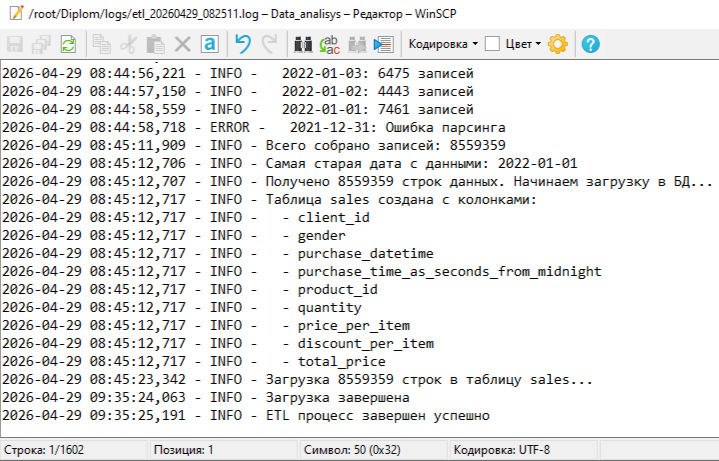 /root/Diplom/logs/etl_20260429_082511.log – Data_analisys – Редактор – WinSCP
Кодировка Цвет
2026-04-29 08:44:56,221 - INFO -   2022-01-03: 6475 записей
2026-04-29 08:44:57,150 - INFO -   2022-01-02: 4443 записей
2026-04-29 08:44:58,559 - INFO -   2022-01-01: 7461 записей
2026-04-29 08:44:58,718 - ERROR -   2021-12-31: Ошибка парсинга
2026-04-29 08:45:11,909 - INFO - Всего собрано записей: 8559359
2026-04-29 08:45:12,706 - INFO - Самая старая дата с данными: 2022-01-01
2026-04-29 08:45:12,707 - INFO - Получено 8559359 строк данных. Начинаем загрузку в БД...
2026-04-29 08:45:12,717 - INFO - Таблица sales создана с колонками:
2026-04-29 08:45:12,717 - INFO -   - client_id
2026-04-29 08:45:12,717 - INFO -   - gender
2026-04-29 08:45:12,717 - INFO -   - purchase_datetime
2026-04-29 08:45:12,717 - INFO -   - purchase_time_as_seconds_from_midnight
2026-04-29 08:45:12,717 - INFO -   - product_id
2026-04-29 08:45:12,717 - INFO -   - quantity
2026-04-29 08:45:12,717 - INFO -   - price_per_item
2026-04-29 08:45:12,717 - INFO -   - discount_per_item
2026-04-29 08:45:12,717 - INFO -   - total_price
2026-04-29 08:45:23,342 - INFO - Загрузка 8559359 строк в таблицу sales...
2026-04-29 09:35:24,063 - INFO - Загрузка завершена
2026-04-29 09:35:25,191 - INFO - ETL процесс завершен успешно
Строка: 1/1602 Позиция: 1 Символ: 50 (0x32) Кодировка: UTF-8